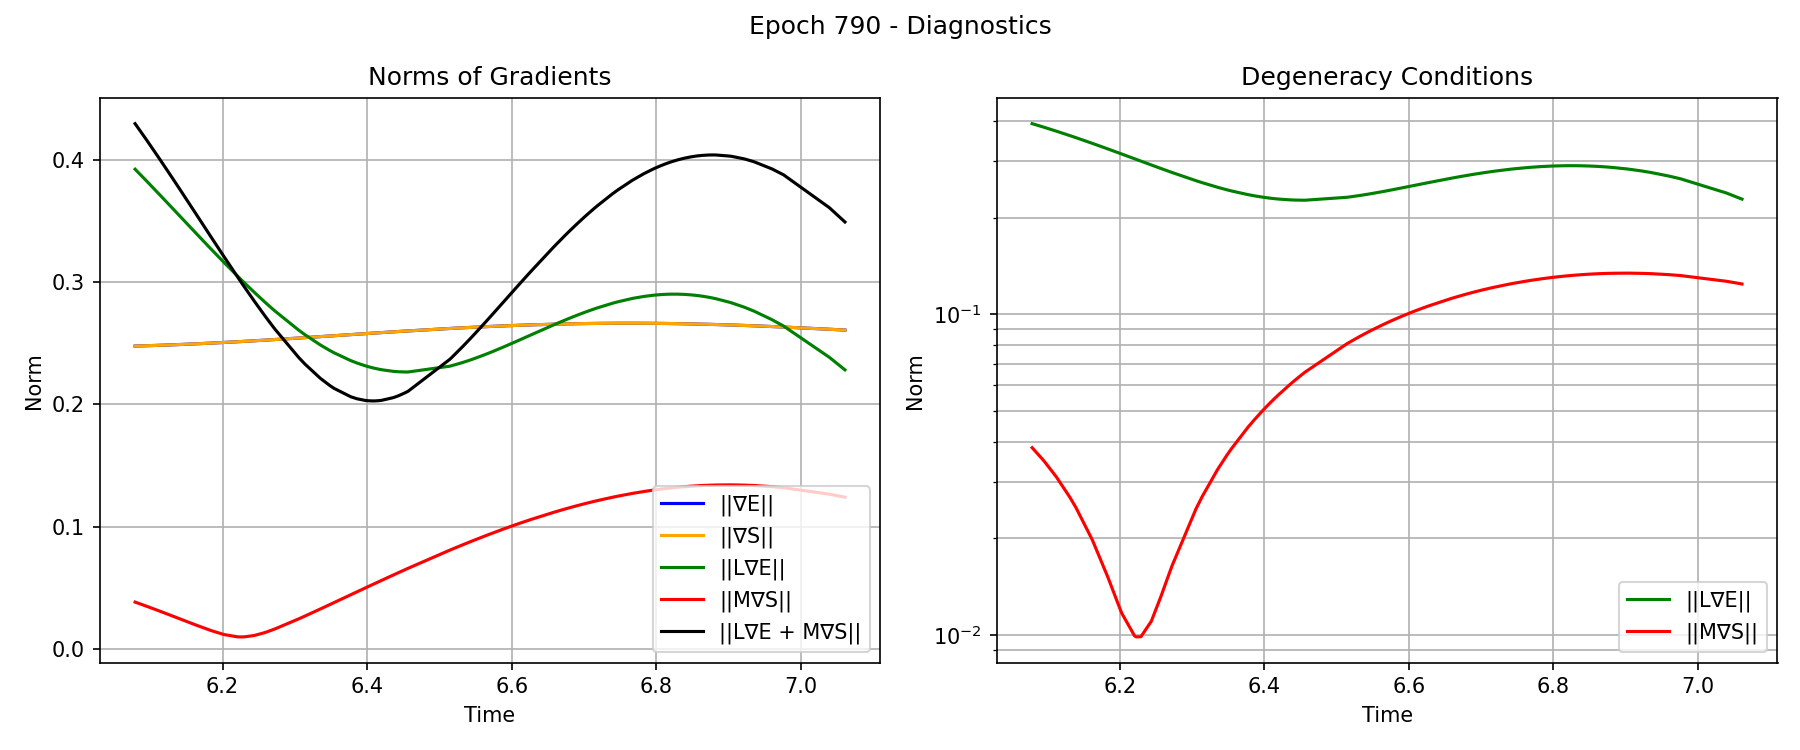 Epoch 790 - Diagnostics
Norms of Gradients
Norm
0.4
0.3
0.2
0.1
0.0
6.2 6.4 6.6 6.8 7.0
Time
||∇E||
||∇S||
||L∇E||
||M∇S||
||L∇E + M∇S||
Degeneracy Conditions
Norm
10⁻¹
10⁻²
6.2 6.4 6.6 6.8 7.0
Time
||L∇E||
||M∇S||